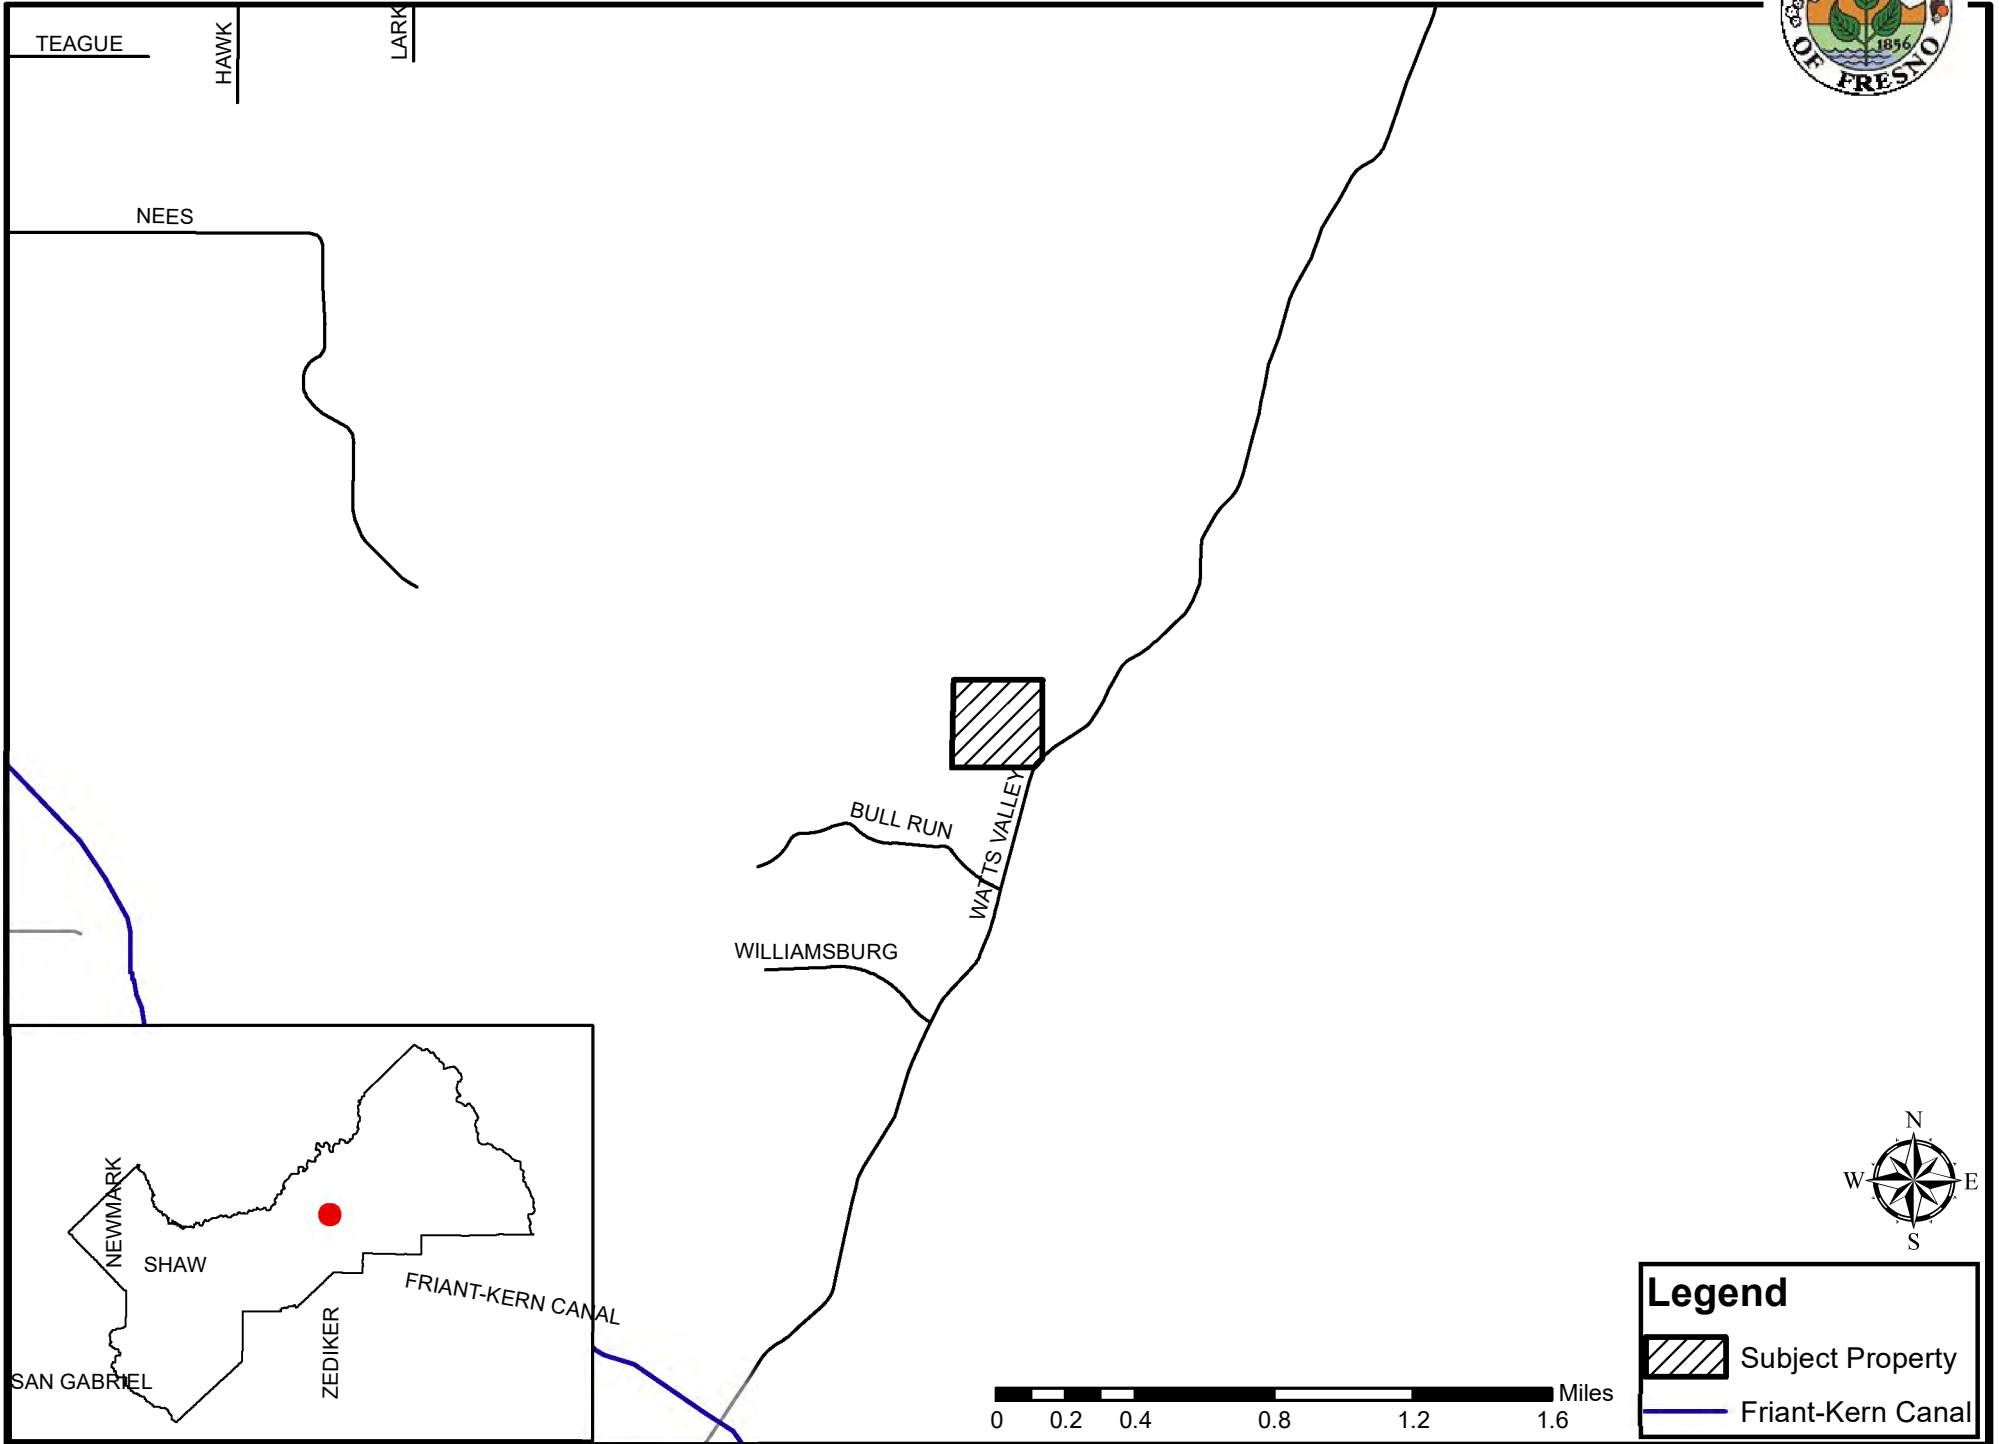 TEAGUE
HAWK
LARK
1856
OF FRESNO
NEES
BULL RUN
WATTS VALLEY
WILLIAMSBURG
NEWMARK
SHAW
FRIANT-KERN CANAL
ZEDIKER
SAN GABRIEL
N
W E
S
Legend
Subject Property
Friant-Kern Canal
Miles
0 0.2 0.4 0.8 1.2 1.6